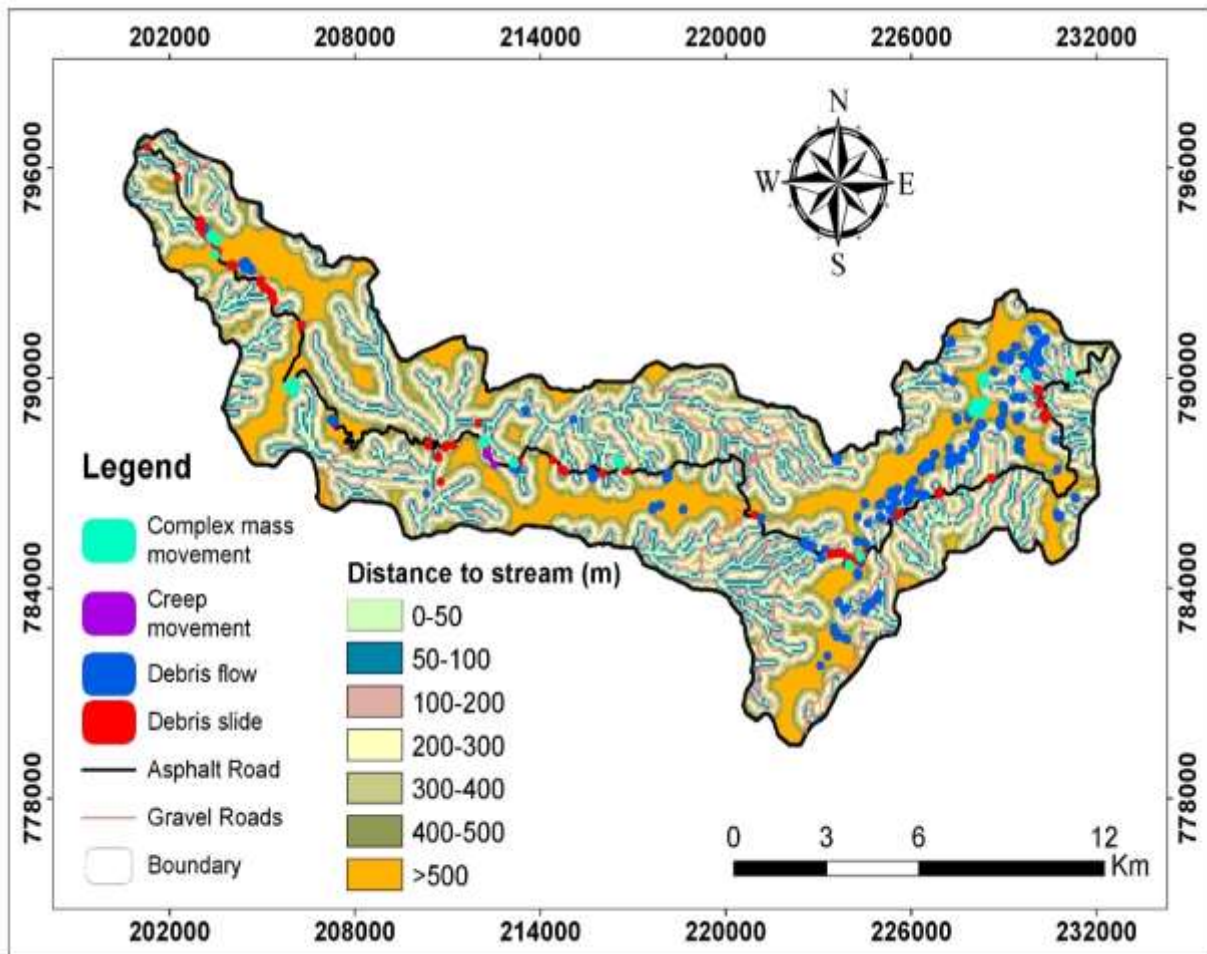 202000 208000 214000 220000 226000 232000
N
W E
S
796000 796000
790000 790000
784000 784000
778000 778000
Legend
Complex mass
movement
Creep
movement
Debris flow
Debris slide
Asphalt Road
Gravel Roads
Boundary
Distance to stream (m)
0-50
50-100
100-200
200-300
300-400
400-500
>500
0 3 6 12
Km
202000 208000 214000 220000 226000 232000